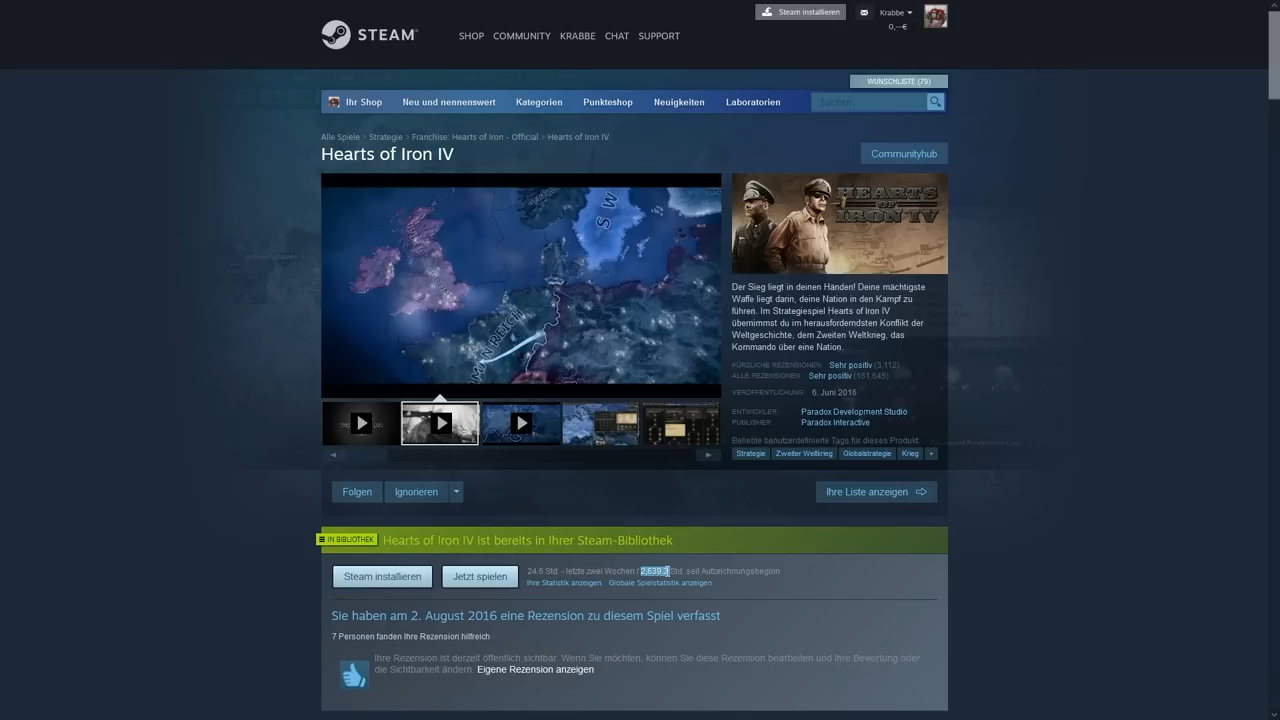 Steam installieren
Krabbe
0,--€
STEAM
SHOP COMMUNITY KRABBE CHAT SUPPORT
WUNSCHLISTE (79)
Ihr Shop Neu und nennenswert Kategorien Punkteshop Neuigkeiten Laboratorien Suchen
Alle Spiele > Strategie > Franchise: Hearts of Iron - Official > Hearts of Iron IV
Hearts of Iron IV
Communityhub
S W
N REICH
HEARTS
OF IRON IV
Der Sieg liegt in deinen Händen! Deine mächtigste
Waffe liegt darin, deine Nation in den Kampf zu
führen. Im Strategiespiel Hearts of Iron IV
übernimmst du im herausforderndsten Konflikt der
Weltgeschichte, dem Zweiten Weltkrieg, das
Kommando über eine Nation.
KÜRZLICHE REZENSIONEN Sehr positiv (3,112)
ALLE REZENSIONEN Sehr positiv (161,645)
VERÖFFENTLICHUNG 6. Juni 2016
ENTWICKLER: Paradox Development Studio
PUBLISHER: Paradox Interactive
Beliebte benutzerdefinierte Tags für dieses Produkt:
Strategie Zweiter Weltkrieg Globalstrategie Krieg +
Folgen Ignorieren Ihre Liste anzeigen
IN BIBLIOTHEK Hearts of Iron IV ist bereits in Ihrer Steam-Bibliothek
Steam installieren Jetzt spielen
24.6 Std. - letzte zwei Wochen / 2,639.3 Std. seit Aufzeichnungsbeginn
Ihre Statistik anzeigen Globale Spielstatistik anzeigen
Sie haben am 2. August 2016 eine Rezension zu diesem Spiel verfasst
7 Personen fanden Ihre Rezension hilfreich
Ihre Rezension ist derzeit öffentlich sichtbar. Wenn Sie möchten, können Sie diese Rezension bearbeiten und Ihre Bewertung oder
die Sichtbarkeit ändern. Eigene Rezension anzeigen